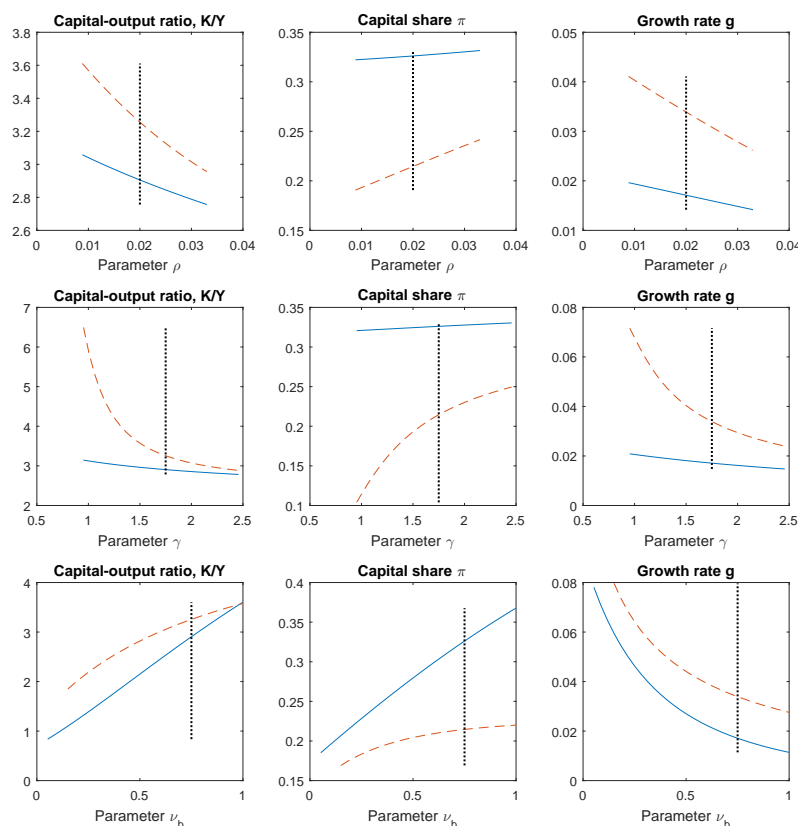 Capital-output ratio, K/Y
Capital share π
Growth rate g
3.8
3.6
3.4
3.2
3
2.8
2.6
0 0.01 0.02 0.03 0.04
Parameter ρ
0.35
0.3
0.25
0.2
0.15
0 0.01 0.02 0.03 0.04
Parameter ρ
0.05
0.04
0.03
0.02
0.01
0 0.01 0.02 0.03 0.04
Parameter ρ
Capital-output ratio, K/Y
Capital share π
Growth rate g
7
6
5
4
3
2
0.5 1 1.5 2 2.5
Parameter γ
0.35
0.3
0.25
0.2
0.15
0.1
0.5 1 1.5 2 2.5
Parameter γ
0.08
0.06
0.04
0.02
0
0.5 1 1.5 2 2.5
Parameter γ
Capital-output ratio, K/Y
Capital share π
Growth rate g
4
3
2
1
0
0 0.5 1
Parameter ν_b
0.4
0.35
0.3
0.25
0.2
0.15
0 0.5 1
Parameter ν_b
0.08
0.06
0.04
0.02
0
0 0.5 1
Parameter ν_b